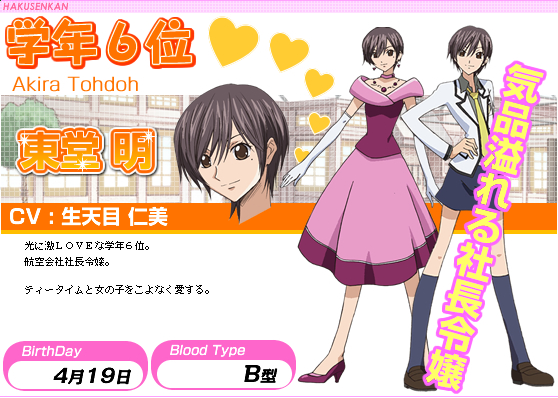 HAKUSENKAN
学年6位
Akira Tohdoh
東堂 明
CV：生天目 仁美
光に激ＬＯＶＥな学年６位。
航空会社社長令嬢。
ティータイムと女の子をこよなく愛する。
BirthDay
4月19日
Blood Type
B型
気品溢れる社長令嬢